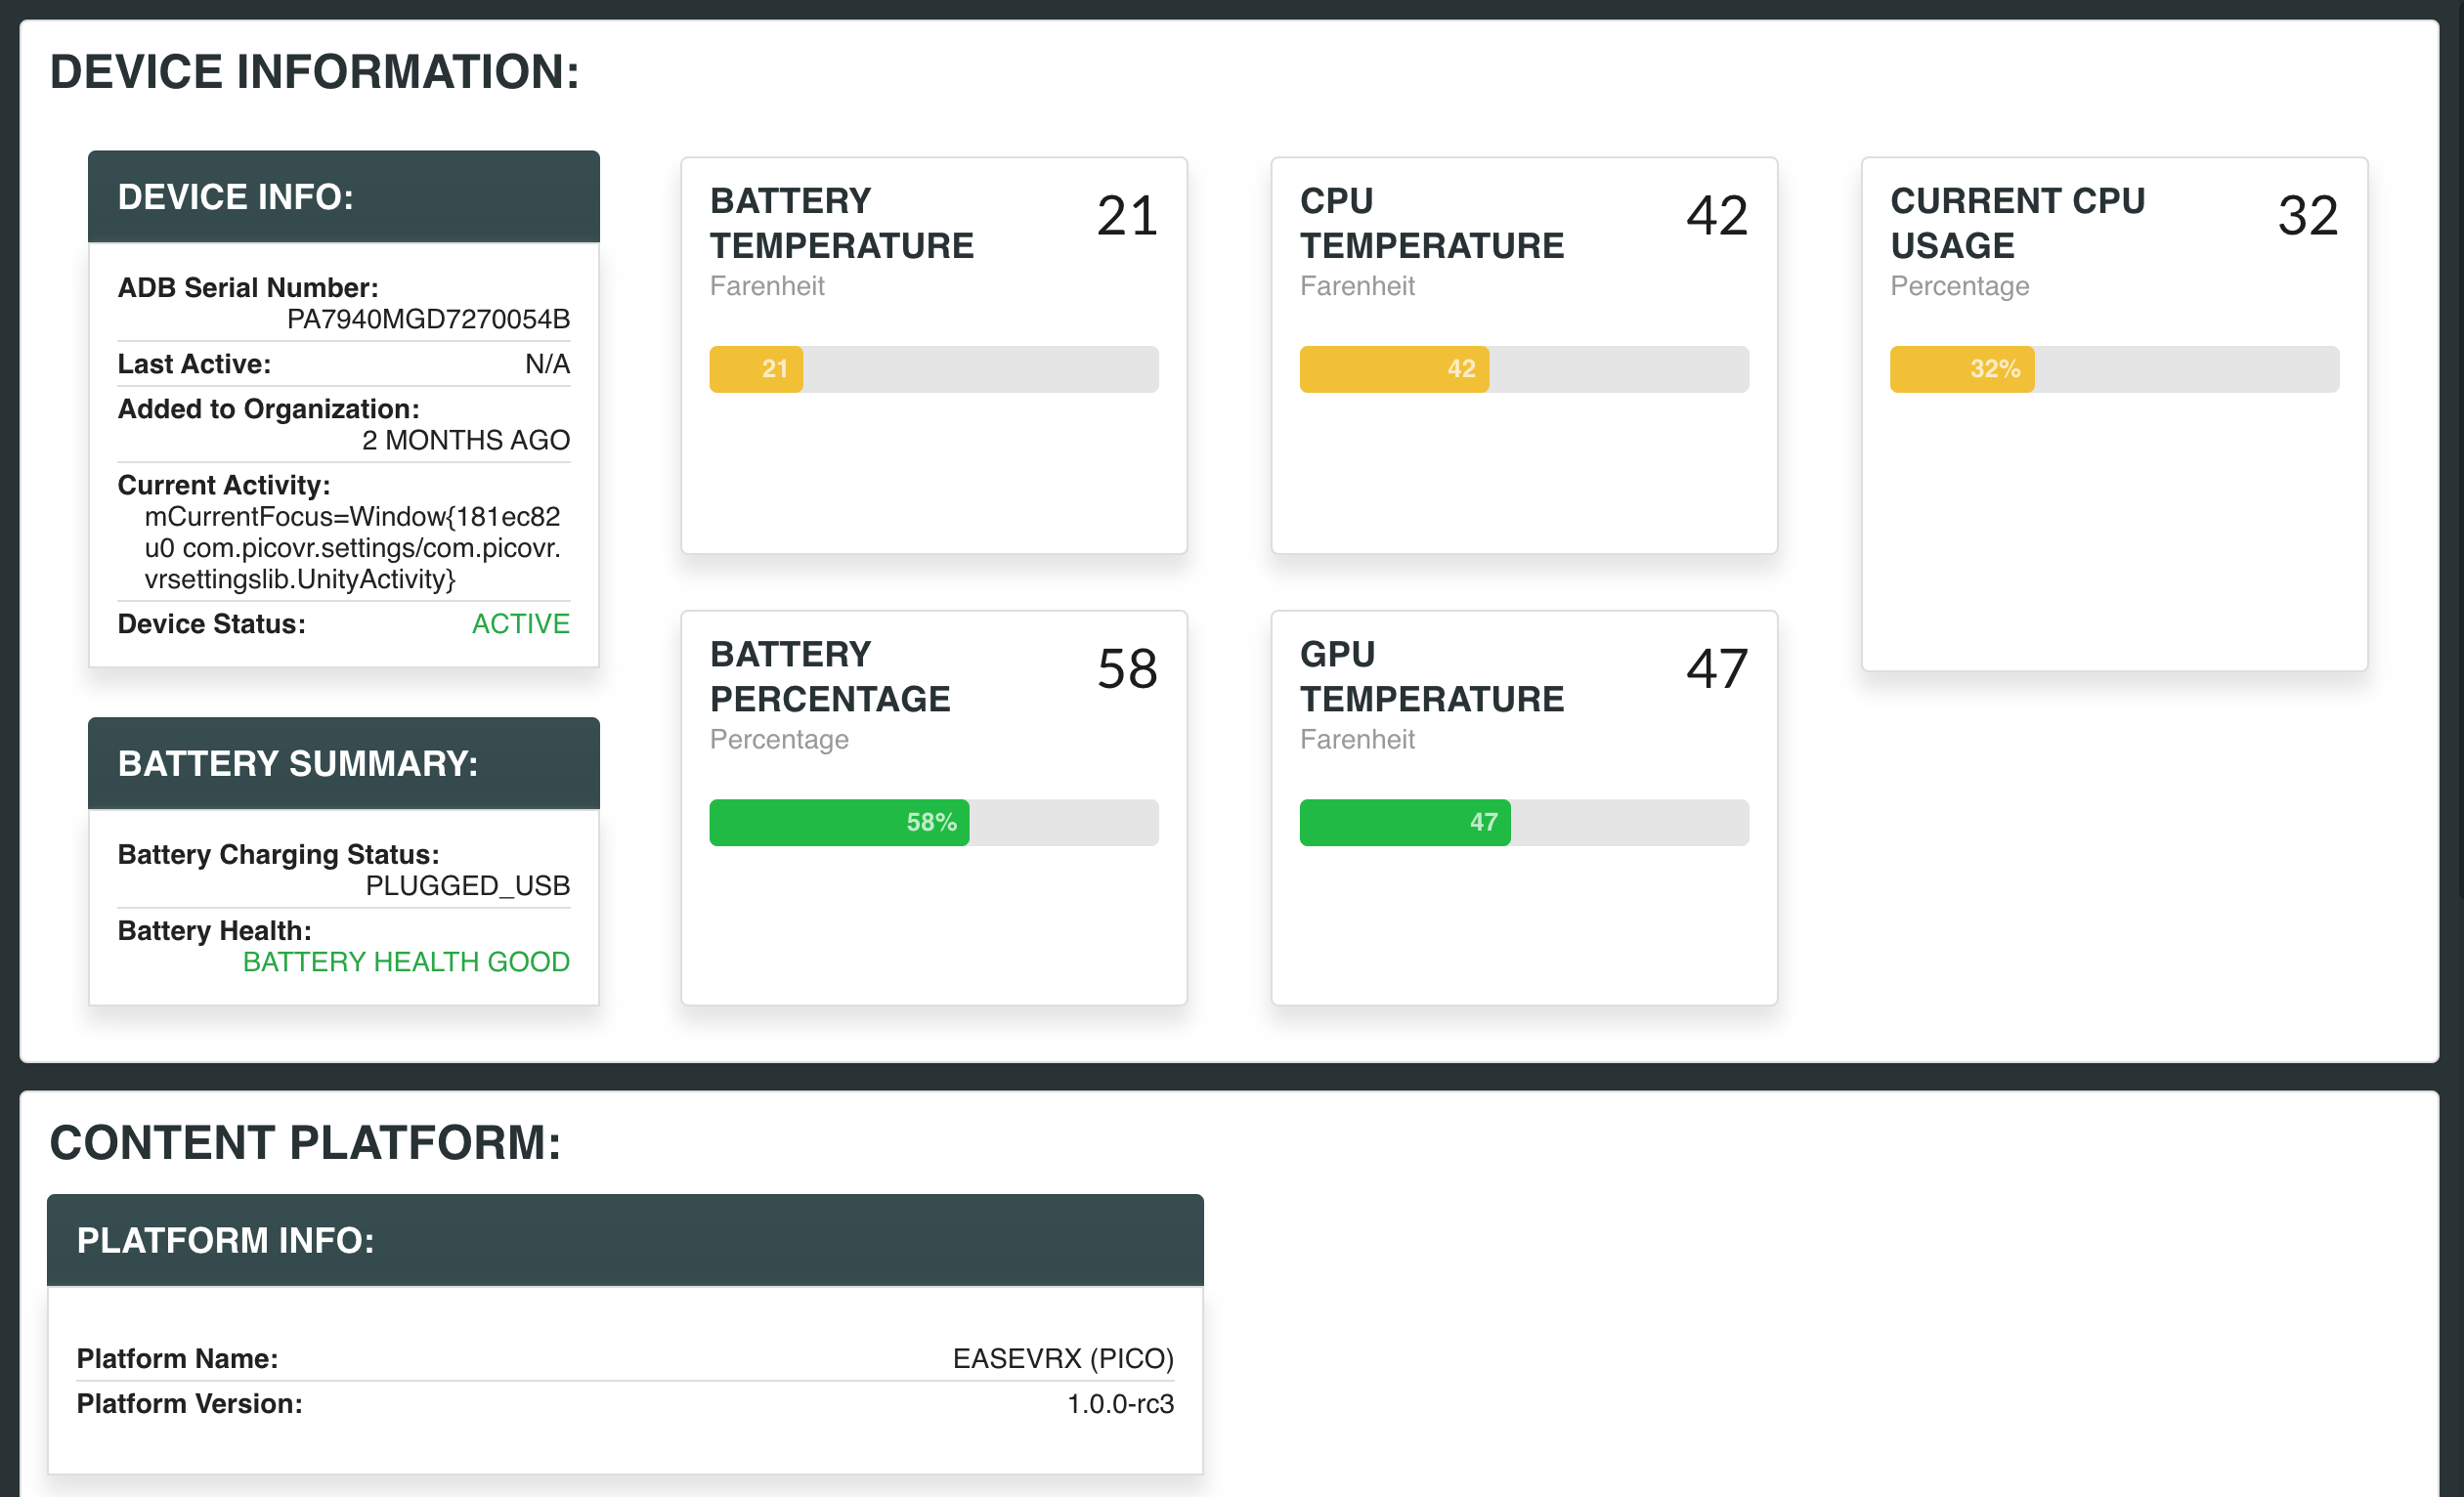 DEVICE INFORMATION:
DEVICE INFO:
ADB Serial Number:
PA7940MGD7270054B
Last Active: N/A
Added to Organization:
2 MONTHS AGO
Current Activity:
mCurrentFocus=Window{181ec82
u0 com.picovr.settings/com.picovr.
vrsettingslib.UnityActivity}
Device Status: ACTIVE
BATTERY SUMMARY:
Battery Charging Status:
PLUGGED_USB
Battery Health:
BATTERY HEALTH GOOD
BATTERY
TEMPERATURE
21
Farenheit
21
BATTERY
PERCENTAGE
58
Percentage
58%
CPU
TEMPERATURE
42
Farenheit
42
GPU
TEMPERATURE
47
Farenheit
47
CURRENT CPU
USAGE
32
Percentage
32%
CONTENT PLATFORM:
PLATFORM INFO:
Platform Name: EASEVRX (PICO)
Platform Version: 1.0.0-rc3